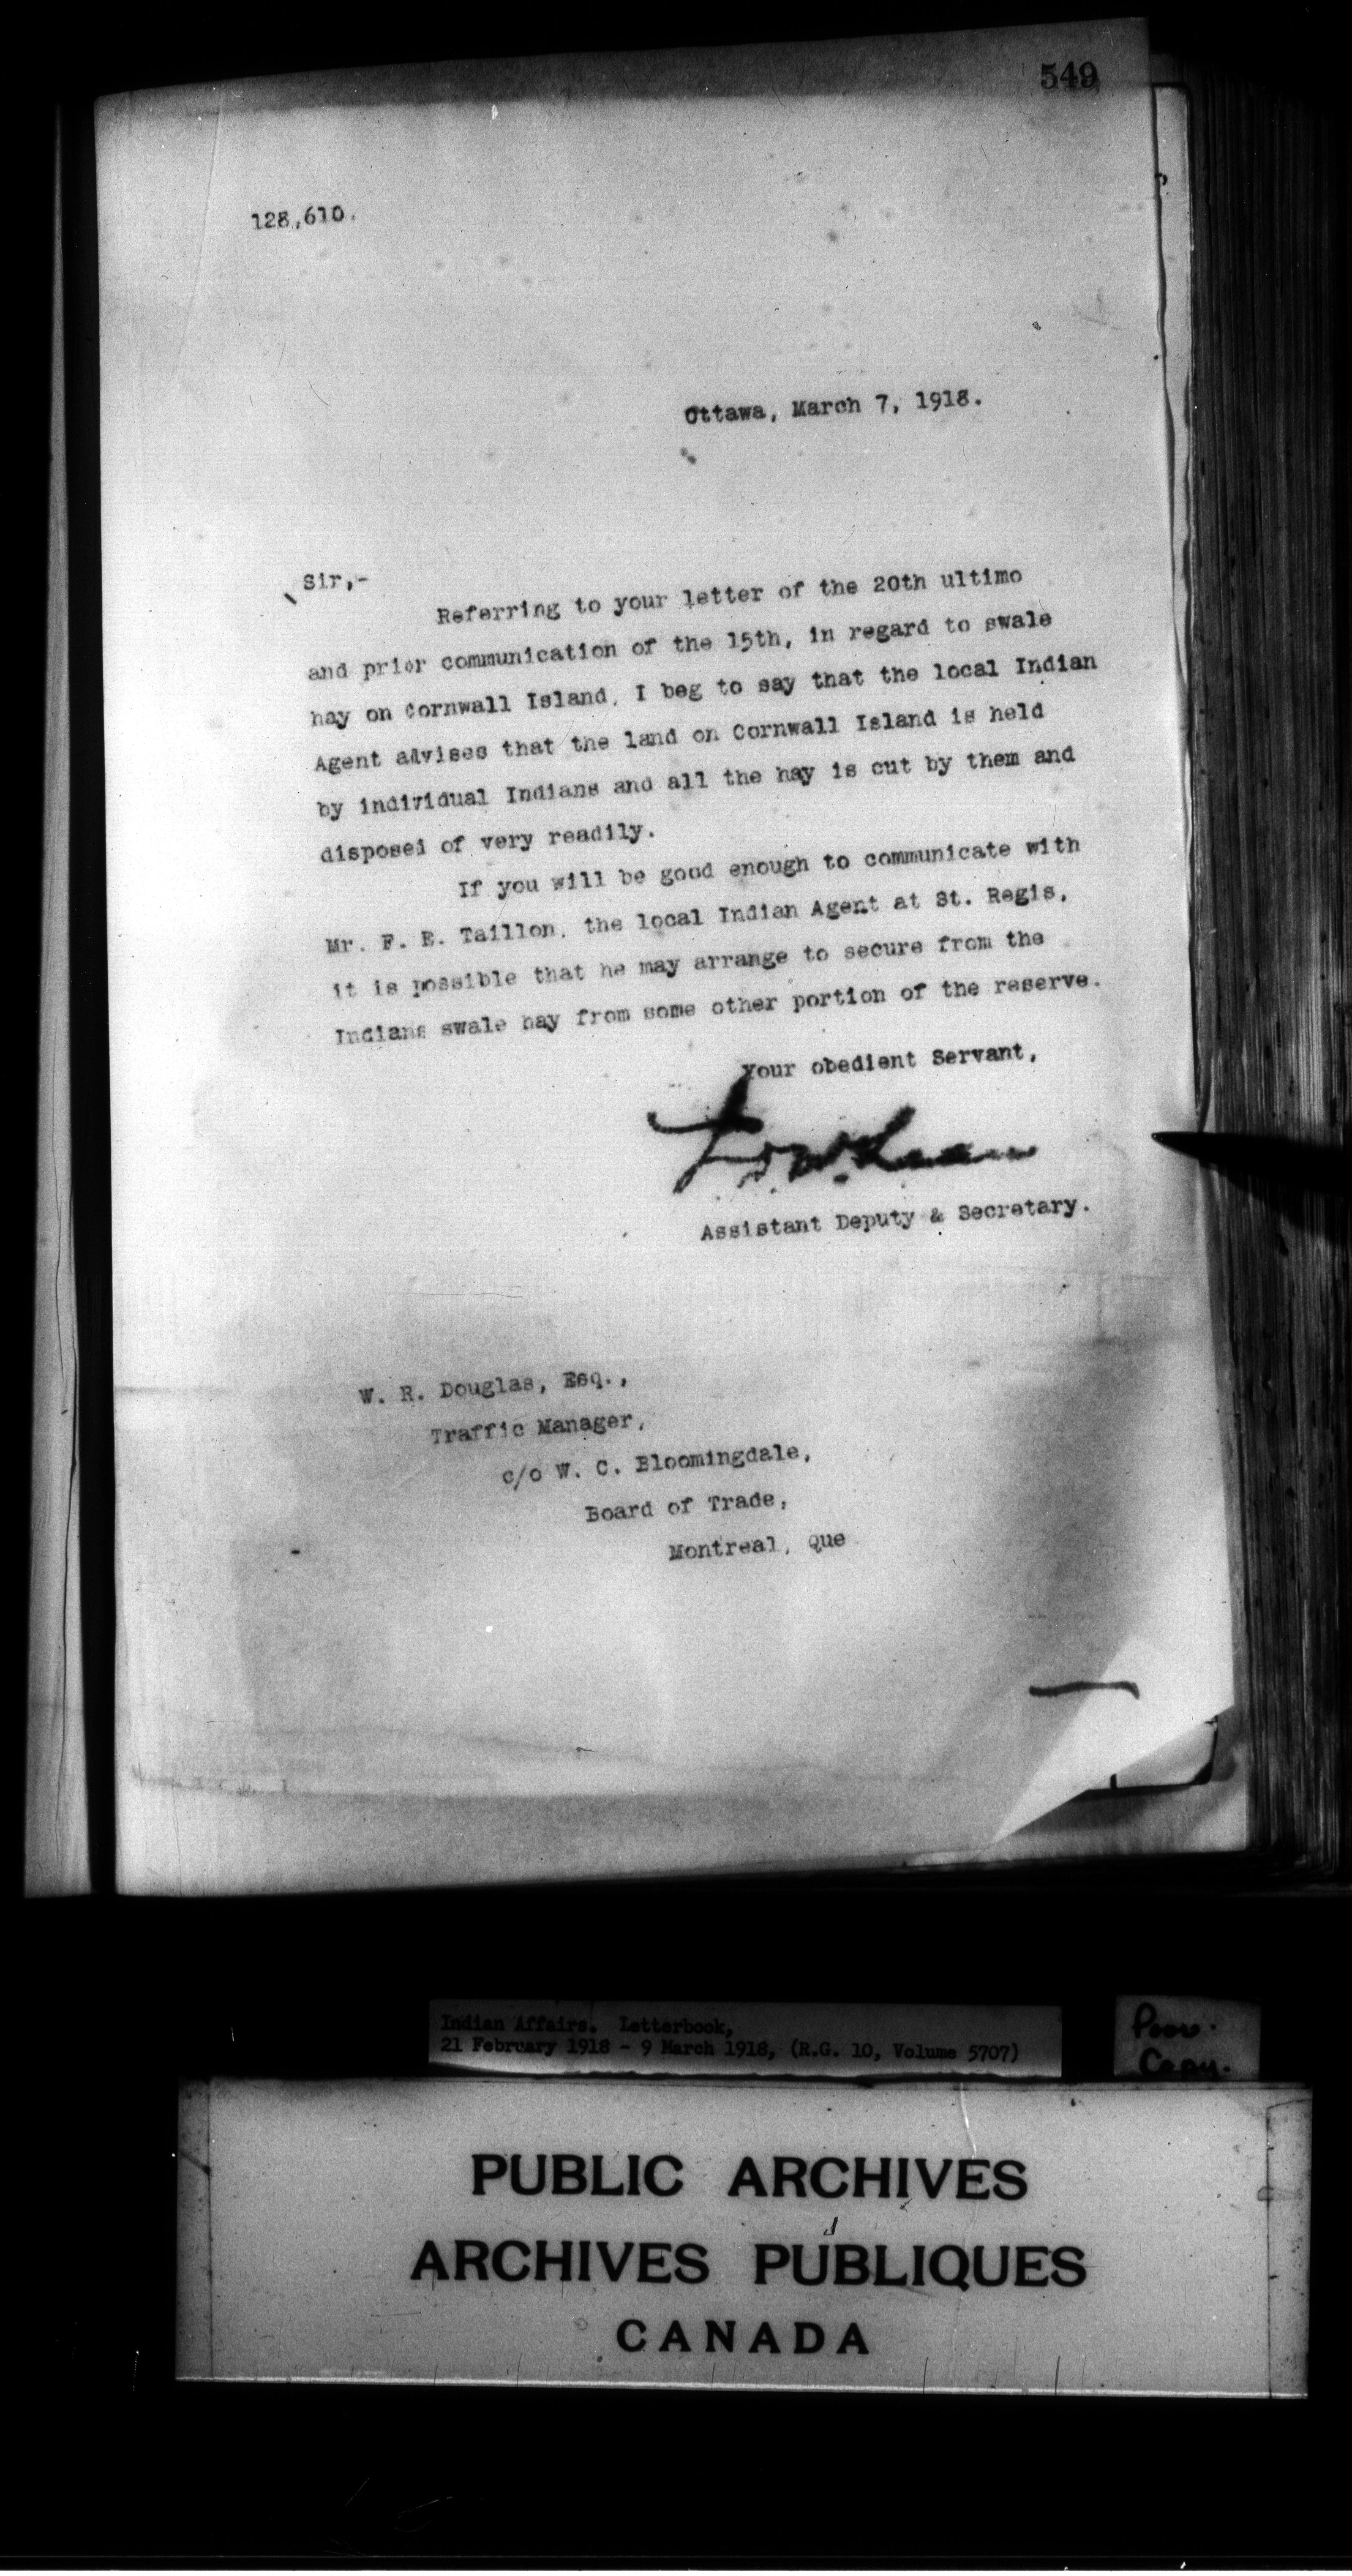 549
128,610.
Ottawa, March 7, 1918.
Sir,-
Referring to your letter of the 20th ultimo
and prior communication of the 15th, in regard to swale
hay on Cornwall Island, I beg to say that the local Indian
Agent advises that the land on Cornwall Island is held
by individual Indians and all the hay is cut by them and
disposed of very readily.
If you will be good enough to communicate with
Mr. F. E. Taillon, the local Indian Agent at St. Regis,
it is possible that he may arrange to secure from the
Indians swale hay from some other portion of the reserve.
Your obedient Servant,
Assistant Deputy & Secretary.
W. R. Douglas, Esq.,
Traffic Manager,
c/o W. C. Bloomingdale,
Board of Trade,
Montreal, Que
Indian Affairs. Letterbook,
21 February 1918 - 9 March 1918, (R.G. 10, Volume 5707)
Poor
Copy.
PUBLIC ARCHIVES
ARCHIVES PUBLIQUES
CANADA